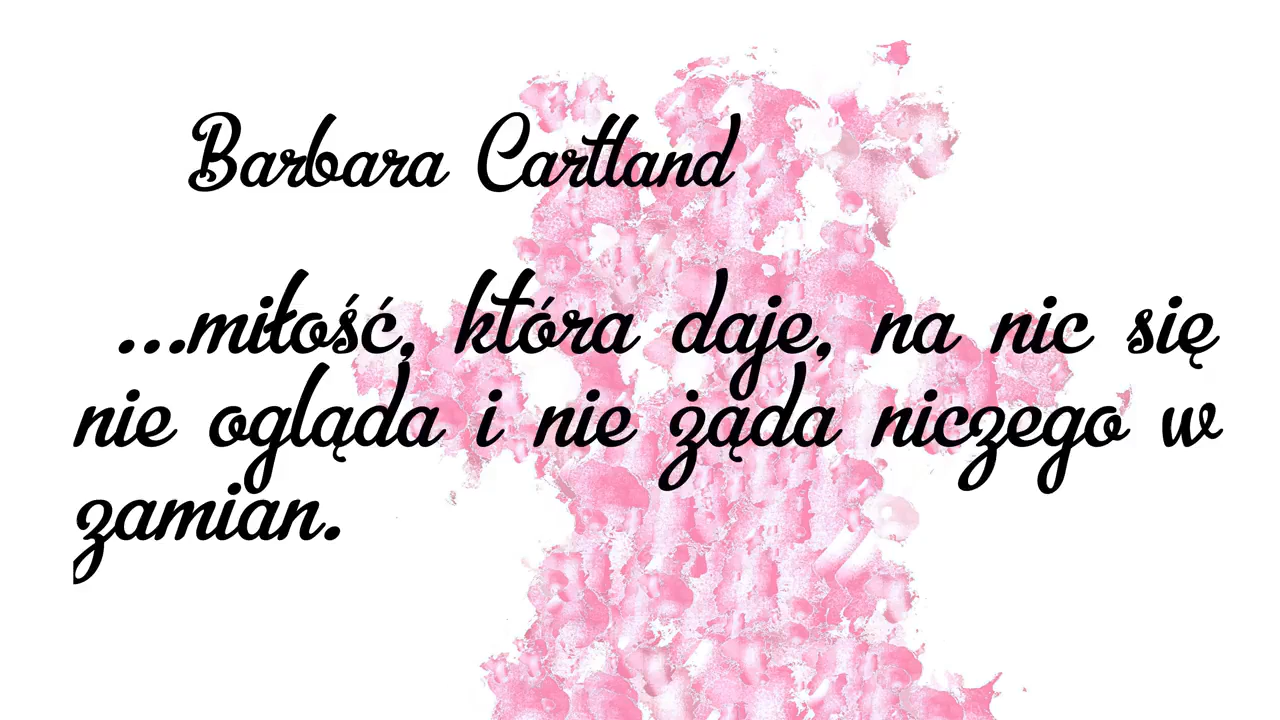 Barbara Cartland
...miłość, która daje, na nic się
nie ogląda i nie żąda niczego w
zamian.